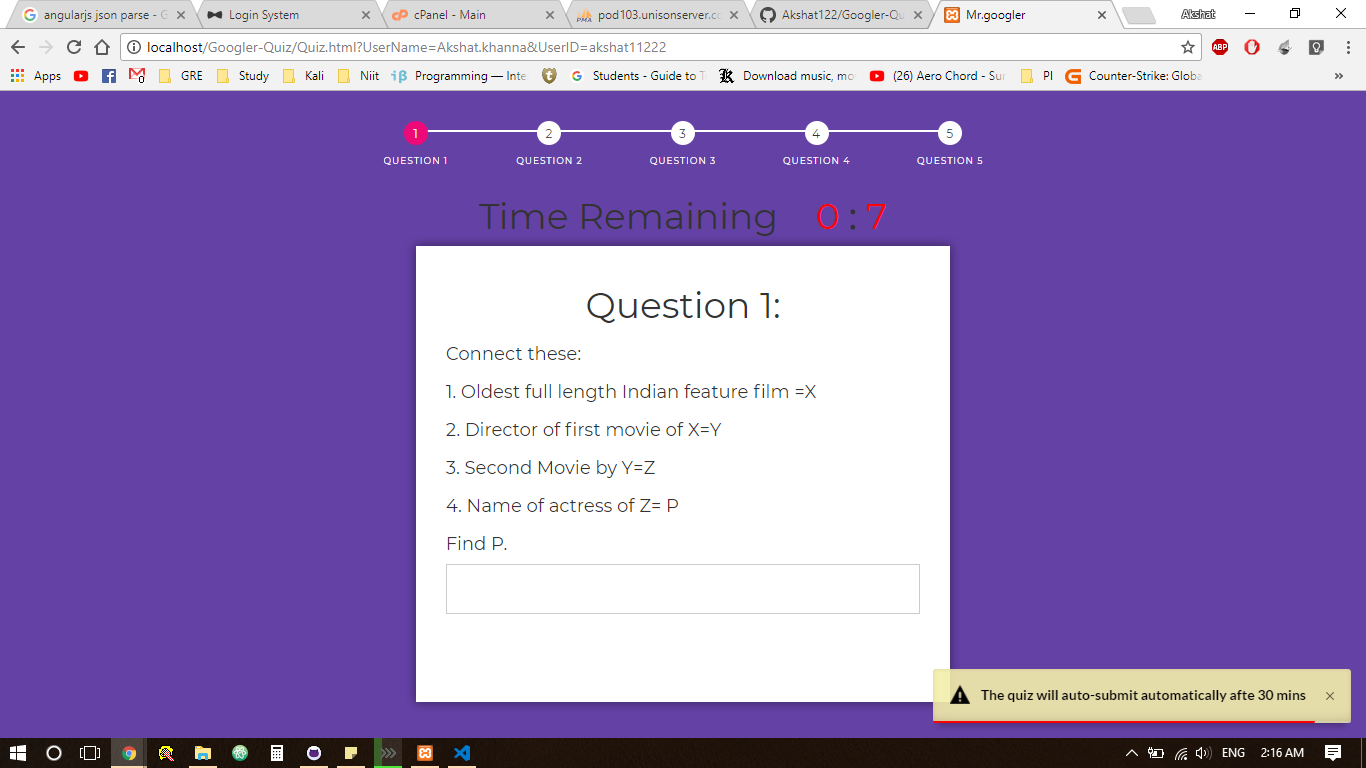 angularjs json parse - G
Login System
cPanel - Main
pod103.unisonserver.co
Akshat122/Googler-Qu
Mr.googler
Akshat
localhost/Googler-Quiz/Quiz.html?UserName=Akshat.khanna&UserID=akshat11222
ABP
Apps
GRE
Study
Kali
Niit
Programming — Inte
Students - Guide to T
Download music, mo
(26) Aero Chord - Sur
PI
Counter-Strike: Globa
1
2
3
4
5
QUESTION 1
QUESTION 2
QUESTION 3
QUESTION 4
QUESTION 5
Time Remaining 0 : 7
Question 1:
Connect these:
1. Oldest full length Indian feature film =X
2. Director of first movie of X=Y
3. Second Movie by Y=Z
4. Name of actress of Z= P
Find P.
The quiz will auto-submit automatically afte 30 mins
ENG
2:16 AM